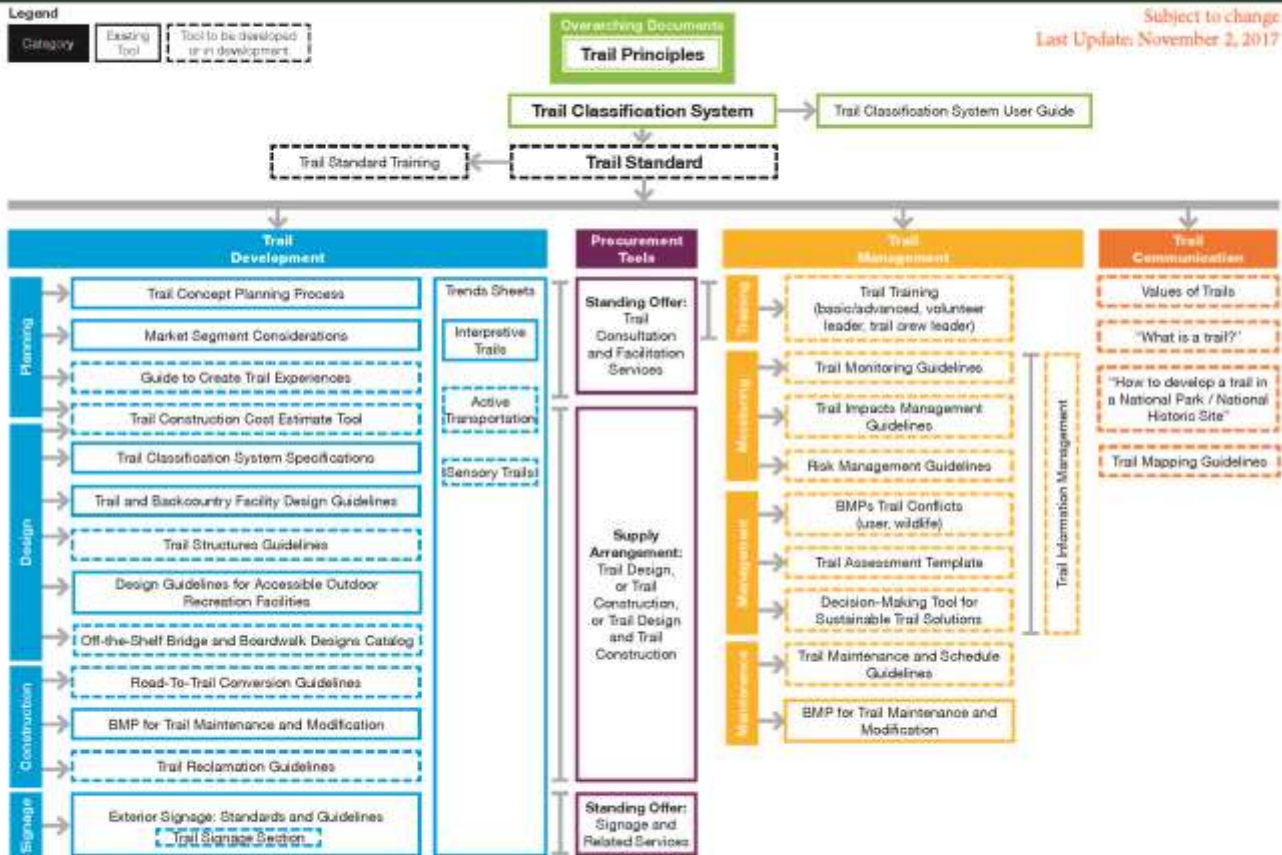 Legend
Category
Existing
Tool
Tool to be developed
or in development
Overarching Documents
Trail Principles
Subject to change
Last Update: November 2, 2017
Trail Classification System
Trail Classification System User Guide
Trail Standard Training
Trail Standard
Trail
Development
Planning
Trail Concept Planning Process
Market Segment Considerations
Guide to Create Trail Experiences
Trail Construction Cost Estimate Tool
Design
Trail Classification System Specifications
Trail and Backcountry Facility Design Guidelines
Trail Structures Guidelines
Design Guidelines for Accessible Outdoor
Recreation Facilities
Off-the-Shelf Bridge and Boardwalk Designs Catalog
Construction
Road-To-Trail Conversion Guidelines
BMP for Trail Maintenance and Modification
Trail Reclamation Guidelines
Signage
Exterior Signage: Standards and Guidelines
Trail Signage Section
Trends Sheets
Interpretive
Trails
Active
Transportation
Sensory Trails
Procurement
Tools
Standing Offer:
Trail
Consultation
and Facilitation
Services
Supply
Arrangement:
Trail Design,
or Trail
Construction,
or Trail Design
and Trail
Construction
Standing Offer:
Signage and
Related Services
Trail
Management
Training
Trail Training
(basic/advanced, volunteer
leader, trail crew leader)
Monitoring
Trail Monitoring Guidelines
Trail Impacts Management
Guidelines
Risk Management Guidelines
Management
BMPs Trail Conflicts
(user, wildlife)
Trail Assessment Template
Decision-Making Tool for
Sustainable Trail Solutions
Maintenance
Trail Maintenance and Schedule
Guidelines
BMP for Trail Maintenance and
Modification
Trail Information Management
Trail
Communication
Values of Trails
"What is a trail?"
"How to develop a trail in
a National Park / National
Historic Site"
Trail Mapping Guidelines